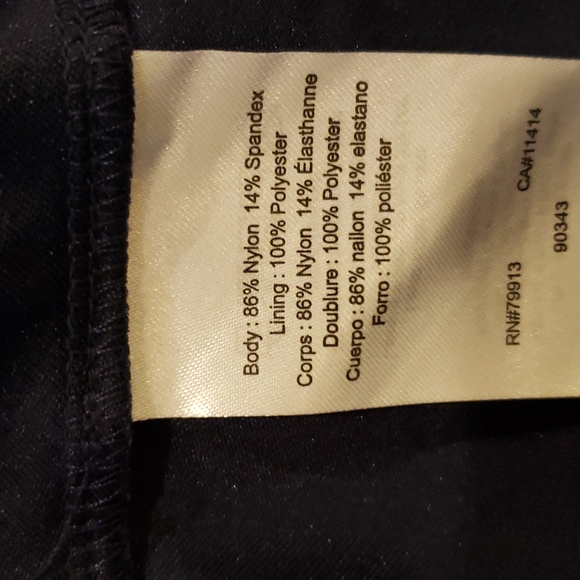 Body : 86% Nylon 14% Spandex
Lining : 100% Polyester
Corps : 86% Nylon 14% Élasthanne
Doublure : 100% Polyester
Cuerpo : 86% nailon 14% elastano
Forro : 100% poliéster
RN#79913 CA#11414
90343